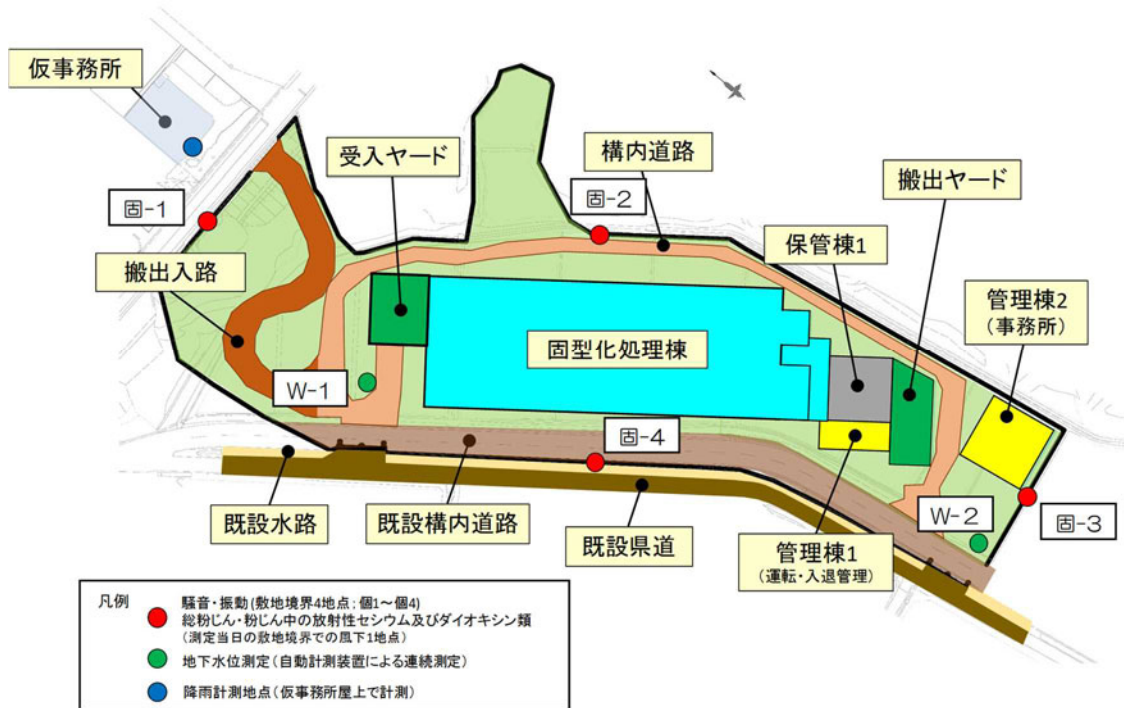 仮事務所
受入ヤード
構内道路
搬出ヤード
固-1
固-2
保管棟1
搬出入路
管理棟2
(事務所)
固型化処理棟
W-1
固-4
W-2
固-3
既設水路
既設構内道路
既設県道
管理棟1
(運転・入退管理)
凡例
騒音・振動(敷地境界4地点;個1~個4)
総粉じん・粉じん中の放射性セシウム及びダイオキシン類
(測定当日の敷地境界での風下1地点)
地下水位測定(自動計測装置による連続測定)
降雨計測地点(仮事務所屋上で計測)